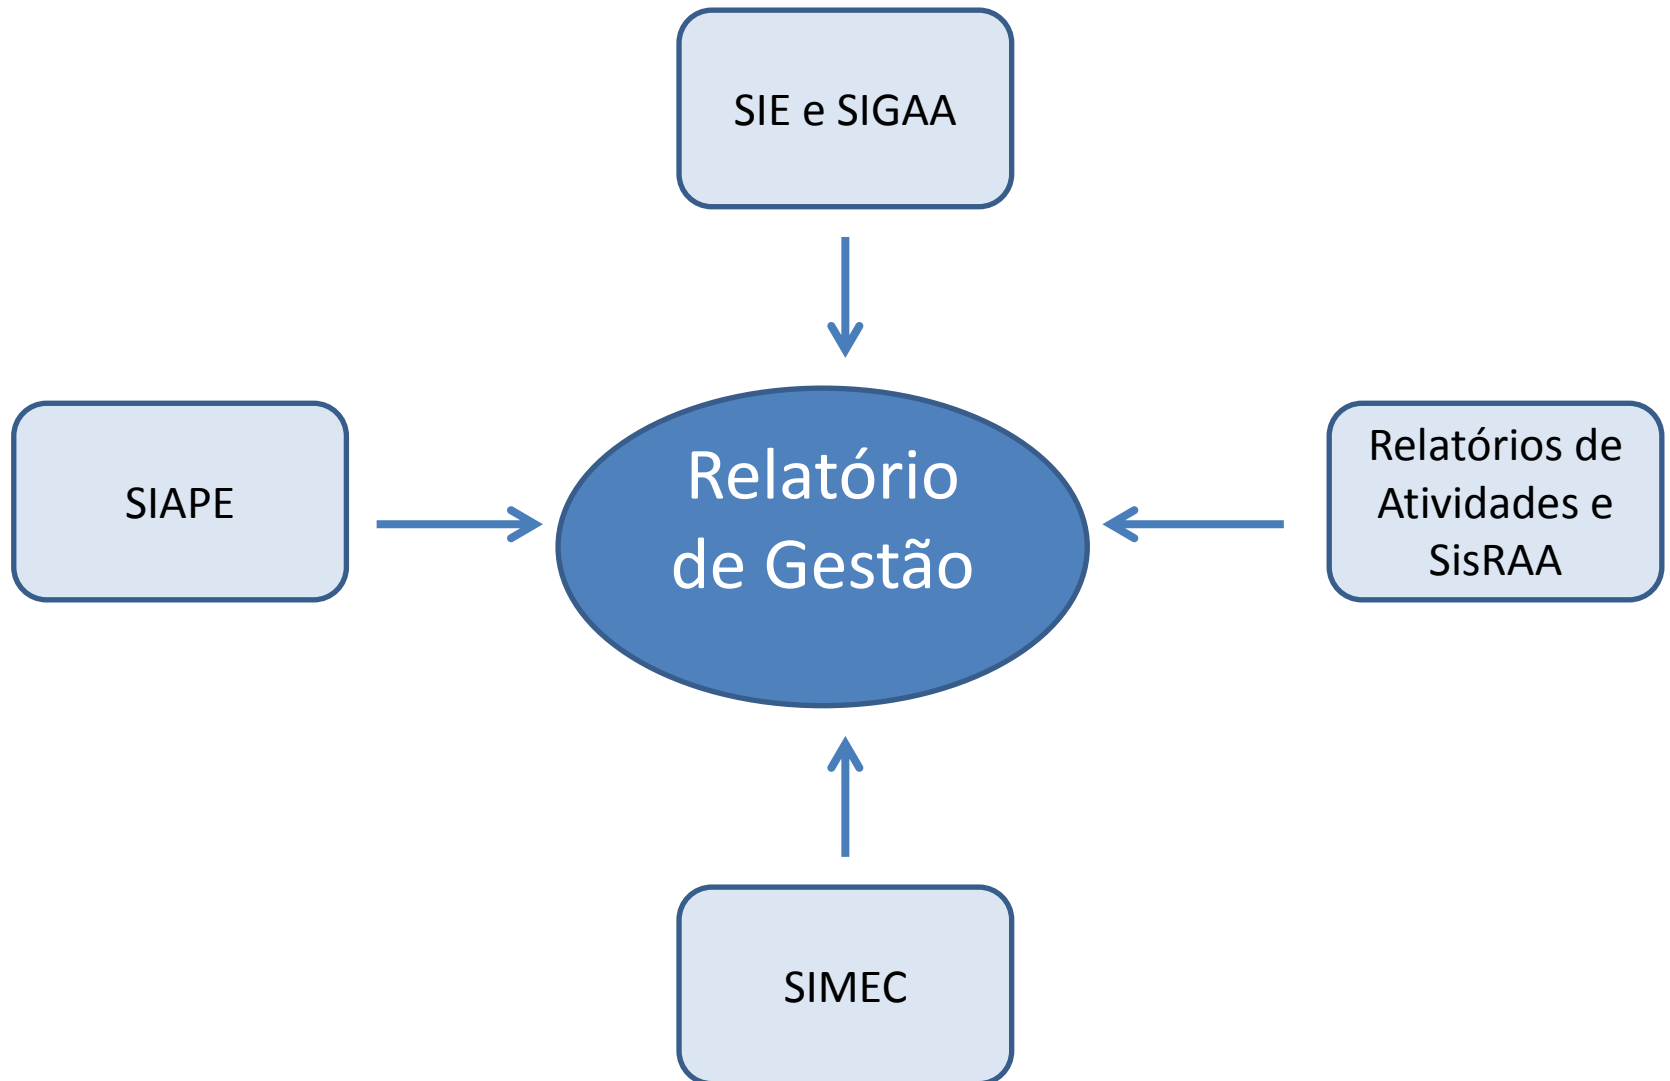 SIE e SIGAA
SIAPE
Relatório
de Gestão
Relatórios de
Atividades e
SisRAA
SIMEC